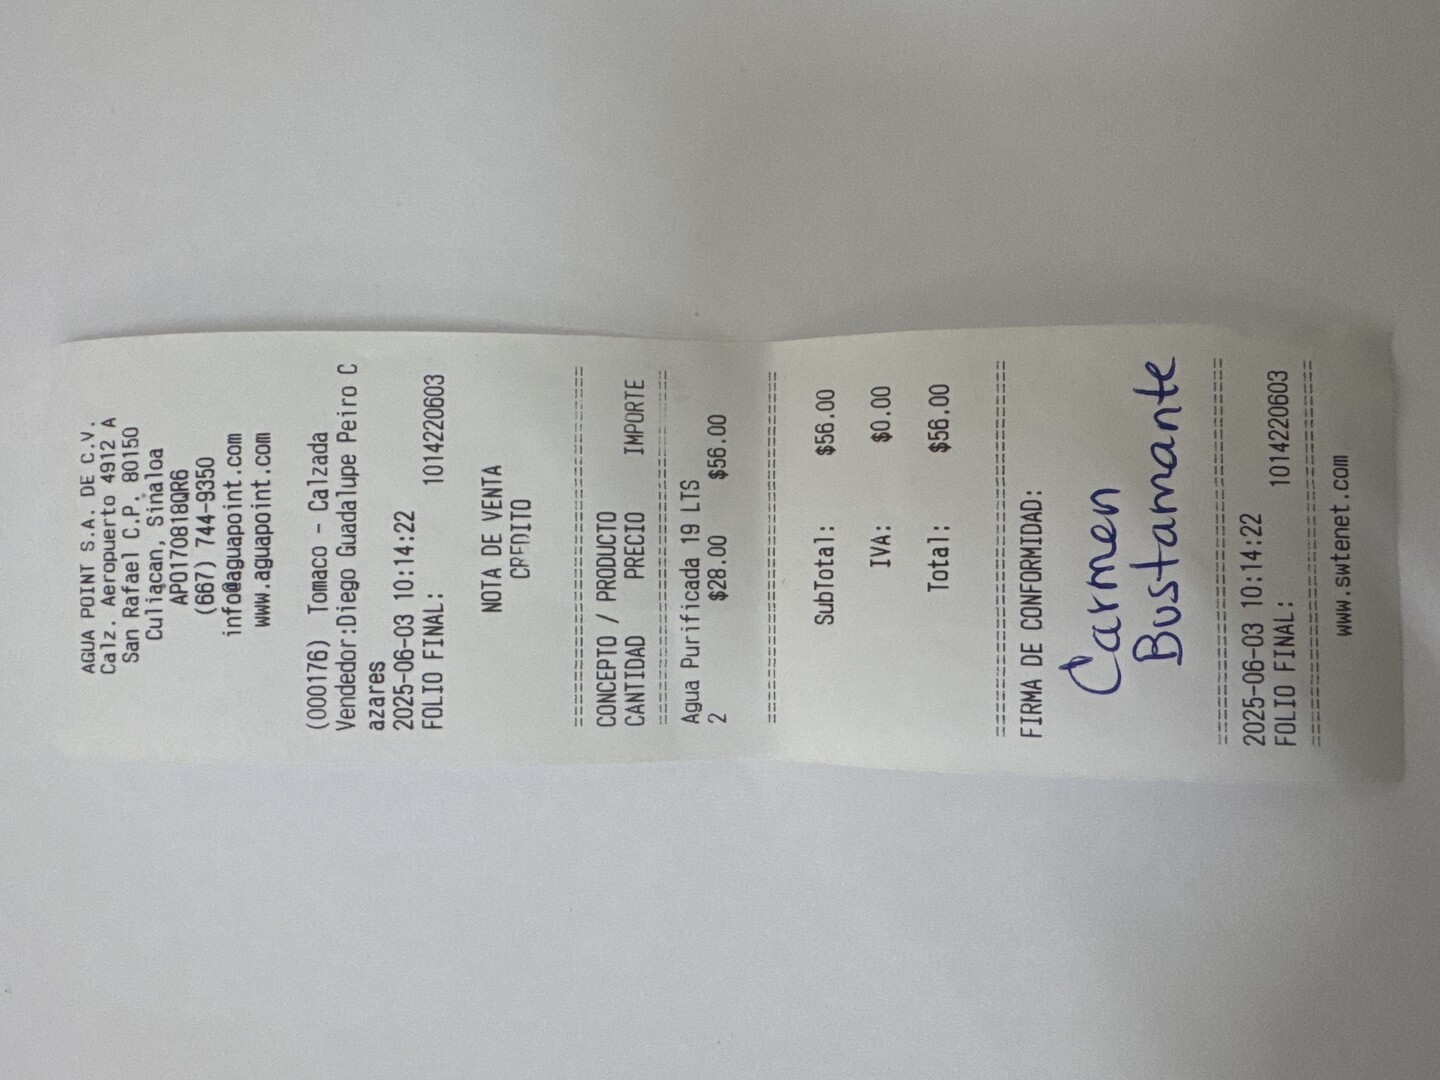 AGUA POINT S.A. DE C.V.
Calz. Aeropuerto 4912 A
San Rafael C.P. 80150
Culiacan, Sinaloa
APO170818QR6
(667) 744-9350
info@aguapoint.com
www.aguapoint.com
(000176) Tomaco - Calzada
Vendedor:Diego Guadalupe Peiro C
azares
2025-06-03 10:14:22
FOLIO FINAL: 1014220603
NOTA DE VENTA
CREDITO
================================
CONCEPTO / PRODUCTO
CANTIDAD PRECIO IMPORTE
================================
Agua Purificada 19 LTS
2 $28.00 $56.00
================================
SubTotal: $56.00
IVA: $0.00
Total: $56.00
================================
FIRMA DE CONFORMIDAD:
Carmen
Bustamante
================================
2025-06-03 10:14:22
FOLIO FINAL: 1014220603
================================
www.swtenet.com